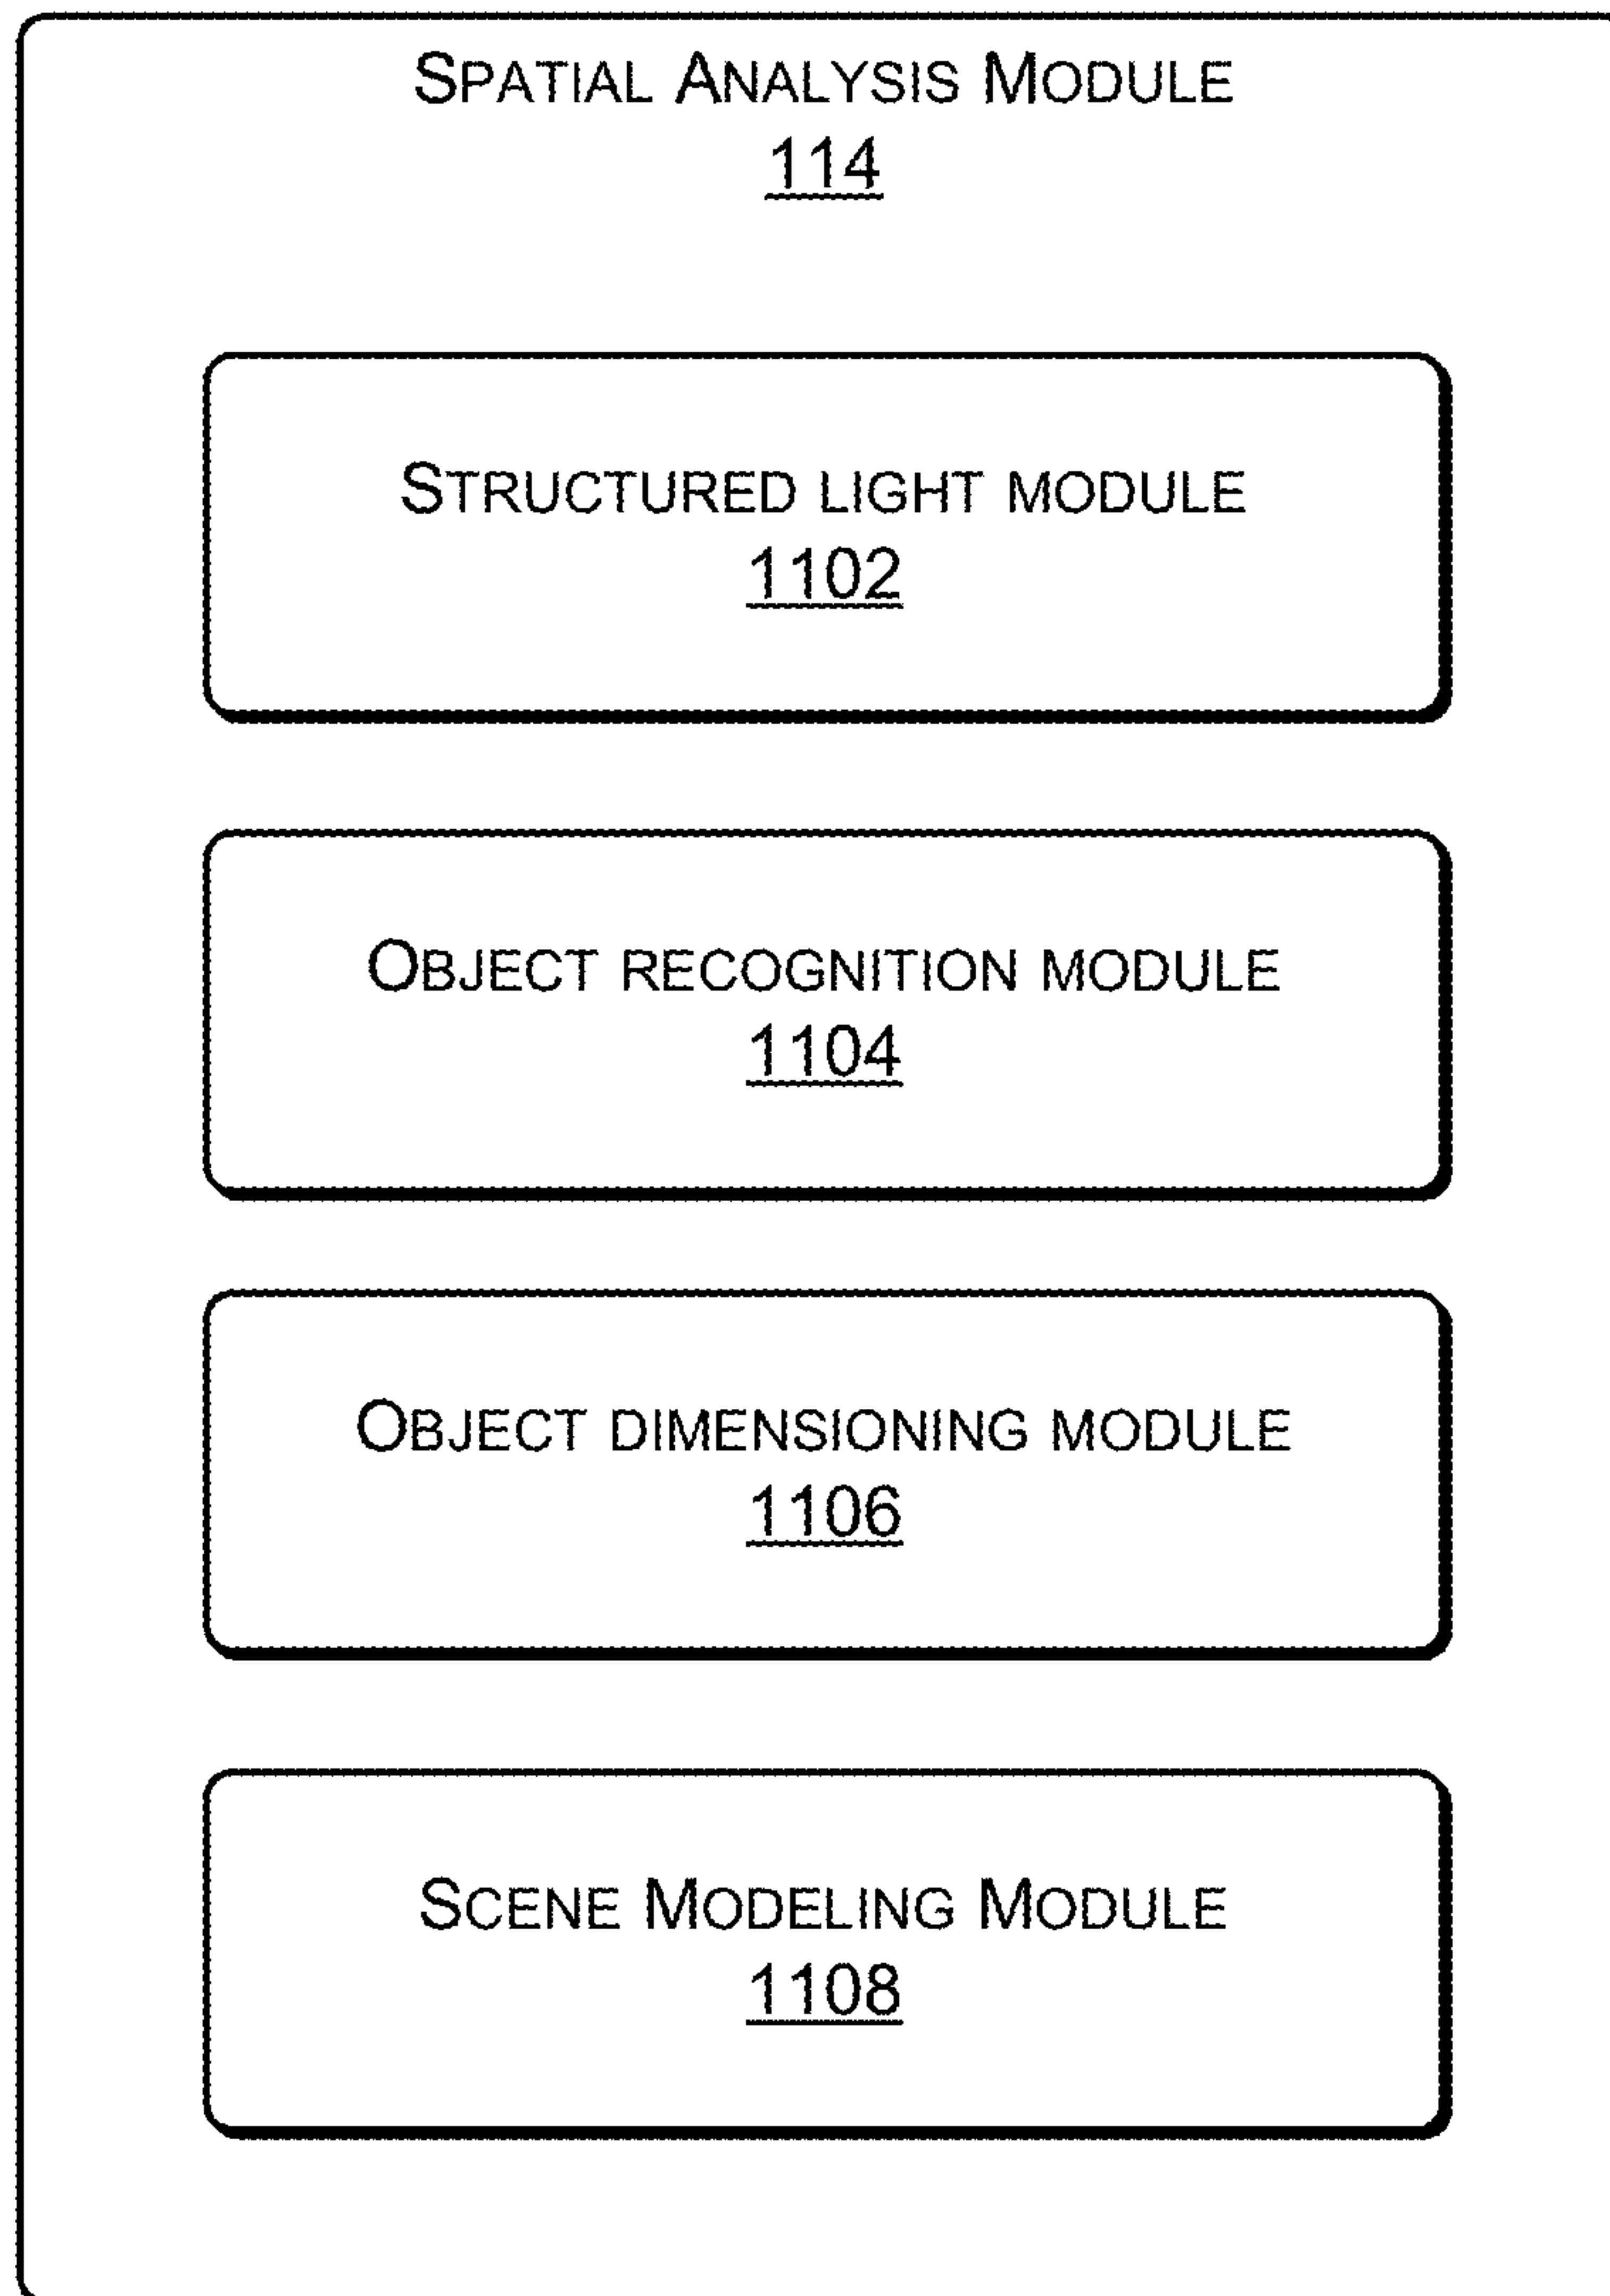 SPATIAL ANALYSIS MODULE
114
STRUCTURED LIGHT MODULE
1102
OBJECT RECOGNITION MODULE
1104
OBJECT DIMENSIONING MODULE
1106
SCENE MODELING MODULE
1108